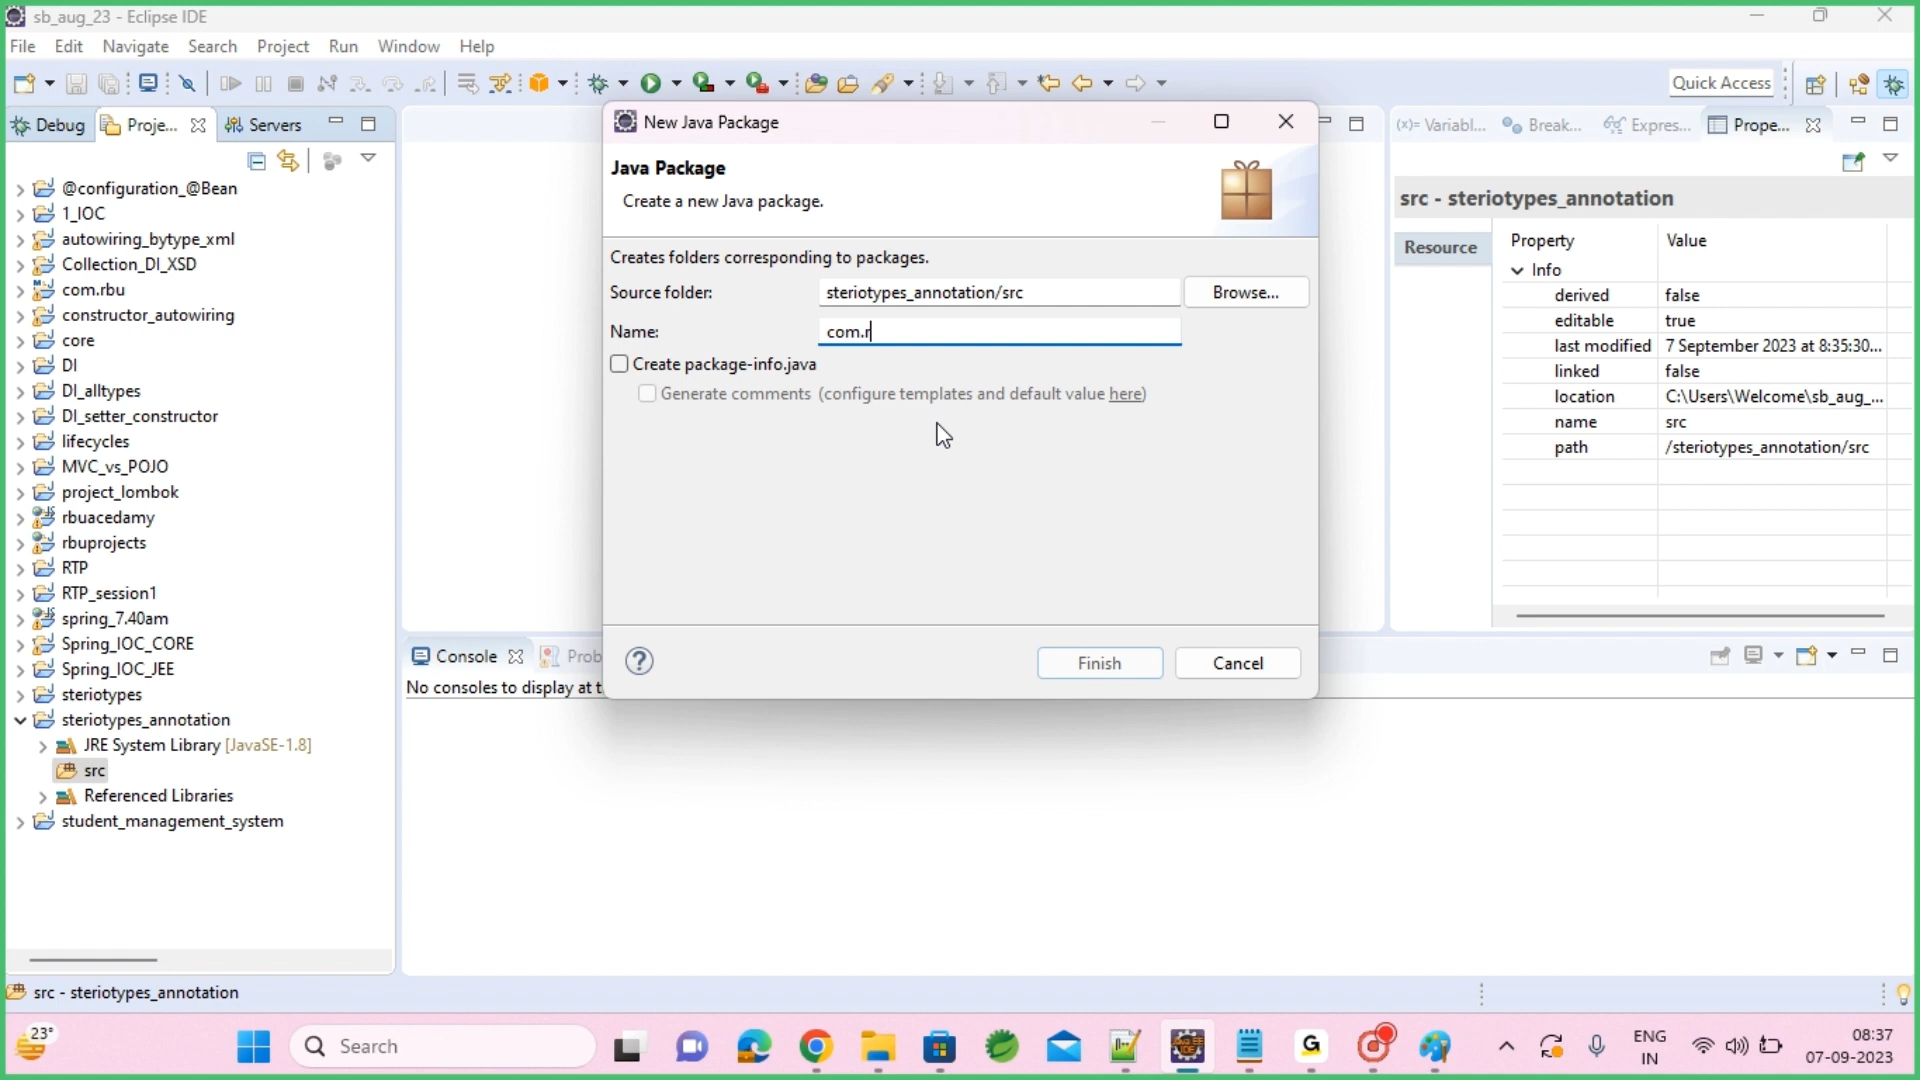 sb_aug_23 - Eclipse IDE
File Edit Navigate Search Project Run Window Help
Quick Access
Debug Proje... Servers
(x)= Variabl... Break... Expres... Prope...
@configuration_@Bean
1_IOC
autowiring_bytype_xml
Collection_DI_XSD
com.rbu
constructor_autowiring
core
DI
DI_alltypes
DI_setter_constructor
lifecycles
MVC_vs_POJO
project_lombok
rbuacedamy
rbuprojects
RTP
RTP_session1
spring_7.40am
Spring_IOC_CORE
Spring_IOC_JEE
steriotypes
steriotypes_annotation
JRE System Library [JavaSE-1.8]
src
Referenced Libraries
student_management_system
New Java Package
Java Package
Create a new Java package.
Creates folders corresponding to packages.
Source folder: steriotypes_annotation/src Browse...
Name: com.r
Create package-info.java
Generate comments (configure templates and default value here)
? Finish Cancel
src - steriotypes_annotation
Resource
Property Value
Info
derived false
editable true
last modified 7 September 2023 at 8:35:30...
linked false
location C:\Users\Welcome\sb_aug_...
name src
path /steriotypes_annotation/src
Console Prob
No consoles to display at t
src - steriotypes_annotation
23°
Search
ENG
IN
08:37
07-09-2023